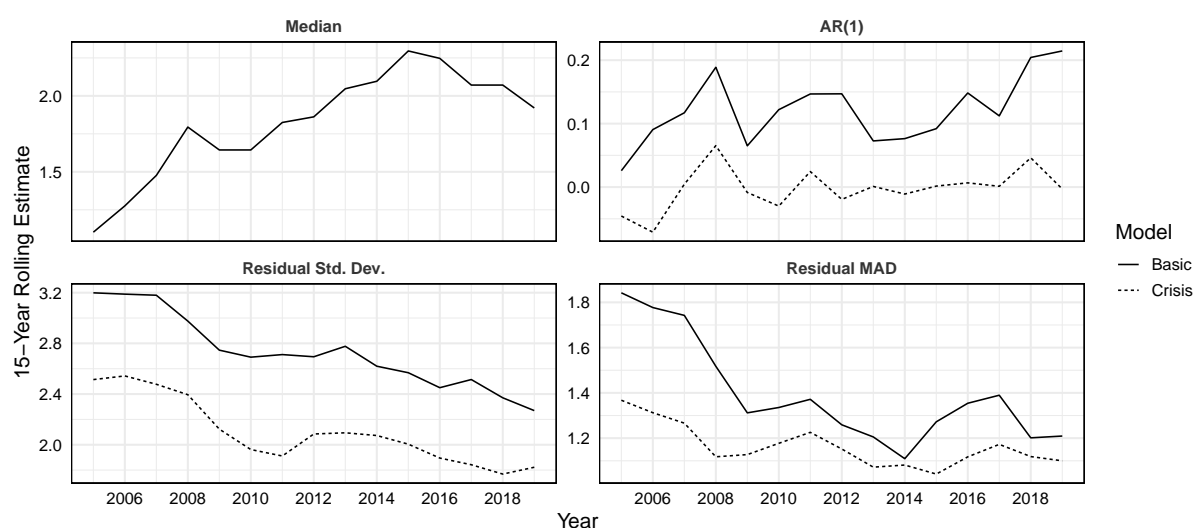 Median
AR(1)
2.0
1.5
0.2
0.1
0.0
15−Year Rolling Estimate
Residual Std. Dev.
Residual MAD
3.2
2.8
2.4
2.0
1.8
1.6
1.4
1.2
2006 2008 2010 2012 2014 2016 2018
2006 2008 2010 2012 2014 2016 2018
Year
Model
Basic
Crisis